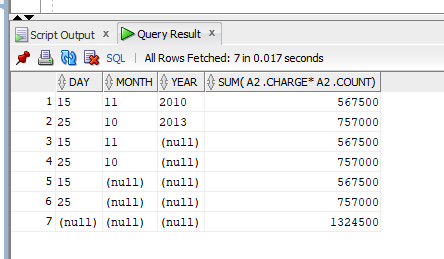 Script Output x Query Result x
SQL | All Rows Fetched: 7 in 0.017 seconds
DAY MONTH YEAR SUM( A2 .CHARGE* A2 .COUNT)
1 15 11 2010 567500
2 25 10 2013 757000
3 15 11 (null) 567500
4 25 10 (null) 757000
5 15 (null) (null) 567500
6 25 (null) (null) 757000
7 (null) (null) (null) 1324500